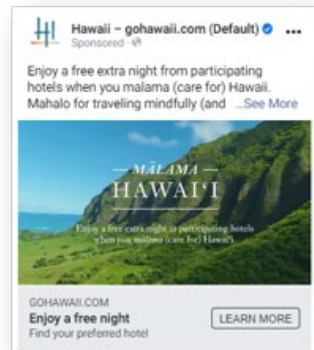 Hawaii – gohawaii.com (Default)
Sponsored ·
Enjoy a free extra night from participating
hotels when you malama (care for) Hawaii.
Mahalo for traveling mindfully (and ...See More
— MĀLAMA —
HAWAIʻI
Enjoy a free extra night in participating hotels
when you mālama (care for) Hawaiʻi.
GOHAWAII.COM
Enjoy a free night
Find your preferred hotel
LEARN MORE